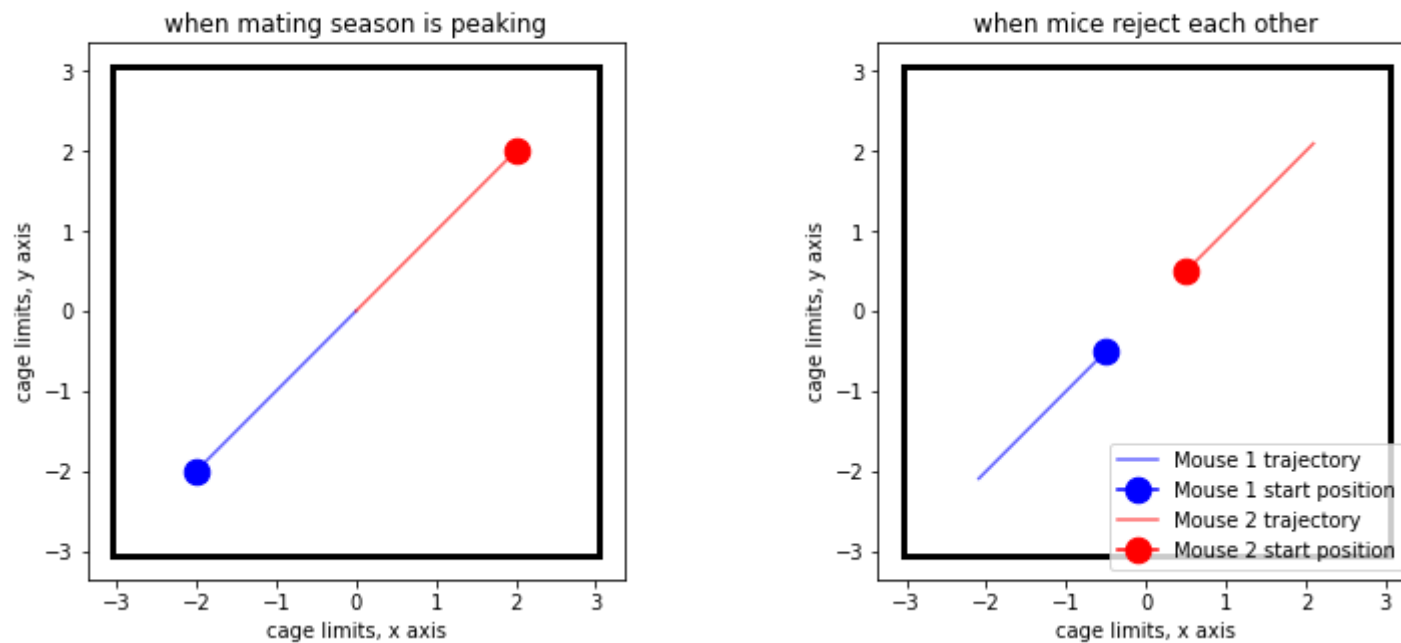 when mating season is peaking
3
2
1
0
−1
−2
−3
cage limits, y axis
−3 −2 −1 0 1 2 3
cage limits, x axis
when mice reject each other
3
2
1
0
−1
−2
−3
cage limits, y axis
Mouse 1 trajectory
Mouse 1 start position
Mouse 2 trajectory
Mouse 2 start position
−3 −2 −1 0 1 2 3
cage limits, x axis